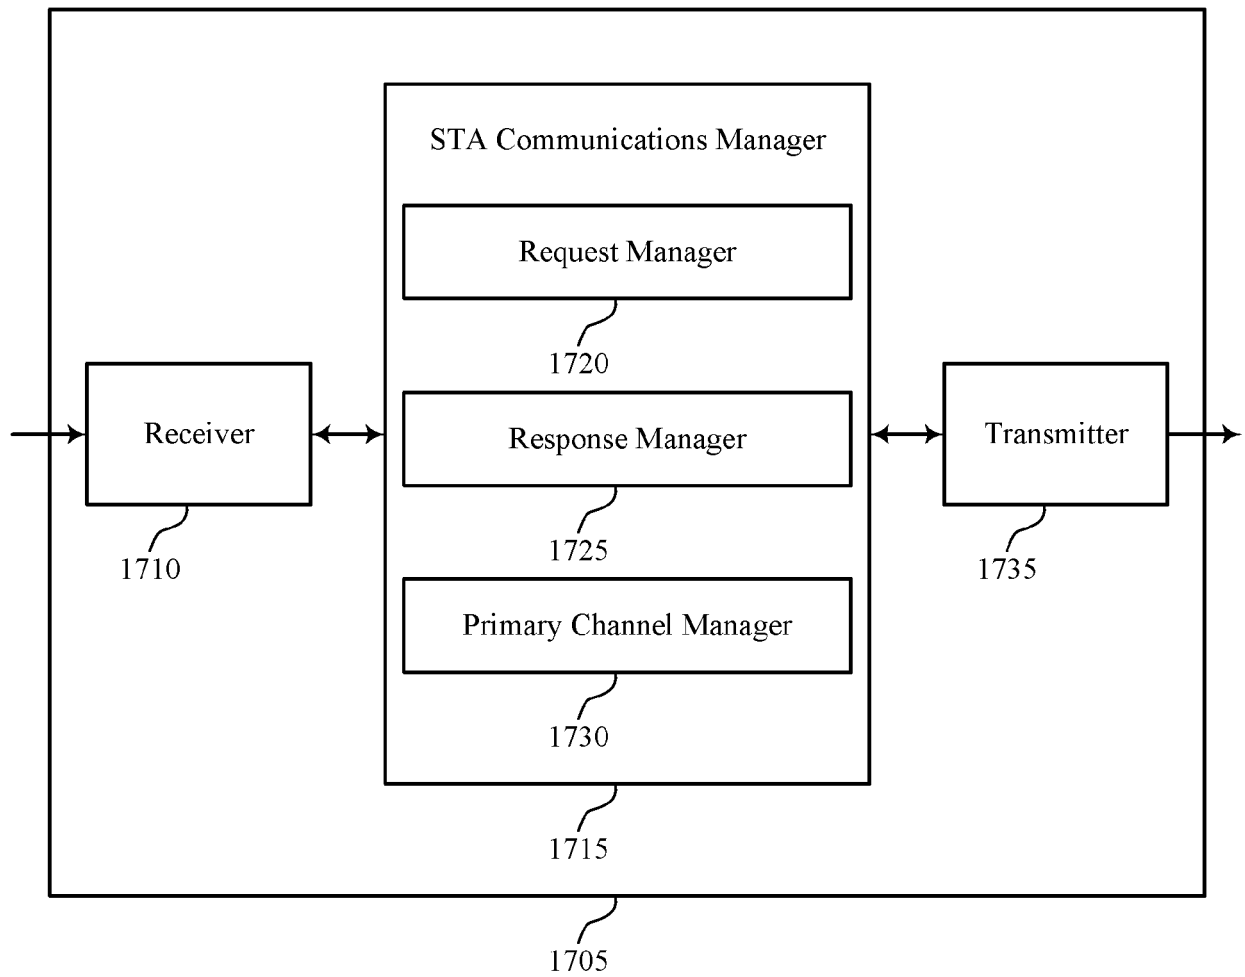 STA Communications Manager
Request Manager
1720
Receiver
1710
Response Manager
1725
Transmitter
1735
Primary Channel Manager
1730
1715
1705